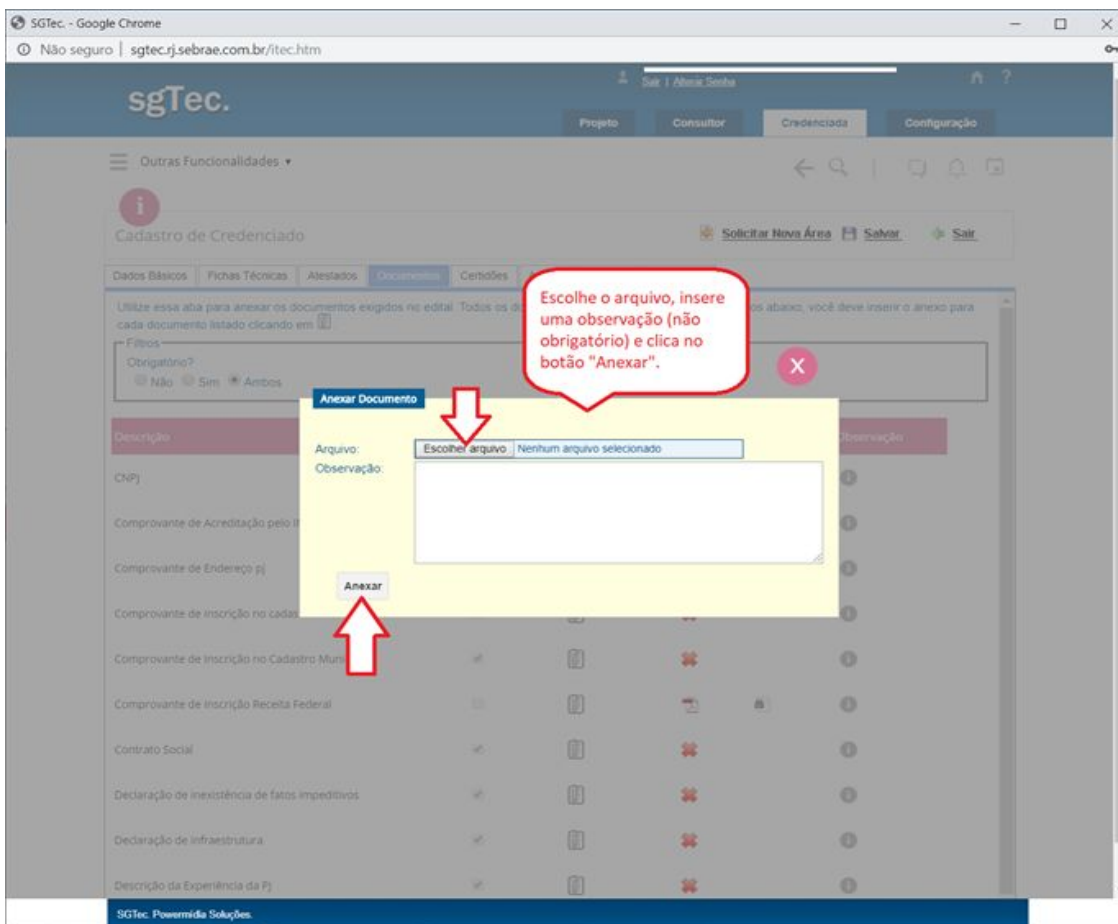 SGTec. - Google Chrome
Não seguro | sgtec.rj.sebrae.com.br/itec.htm
sgTec.
Sair | Alterar Senha
?
Projeto Consultor Credenciada Configuração
Outras Funcionalidades
i
Cadastro de Credenciado
Solicitar Nova Área Salvar Sair
Dados Básicos Fichas Técnicas Atestados Documentos Certidões
Utilize essa aba para anexar os documentos exigidos no edital. Todos os os abaixo, você deve inserir o anexo para
cada documento listado clicando em
Escolhe o arquivo, insere
uma observação (não
obrigatório) e clica no
botão "Anexar".
Filtros
Obrigatório?
Não Sim Ambos
X
Anexar Documento
Descrição Observação
Arquivo: Escolher arquivo Nenhum arquivo selecionado
Observação:
Anexar
CNPJ
Comprovante de Acreditação pelo
Comprovante de Endereço pj
Comprovante de inscrição no
Comprovante de Inscrição no Cadastro
Comprovante de Inscrição Receita Federal
Contrato Social
Declaração de inexistência de fatos impeditivos
Declaração de infraestrutura
Descrição da Experiência da PJ
SGTec. Powermídia Soluções.